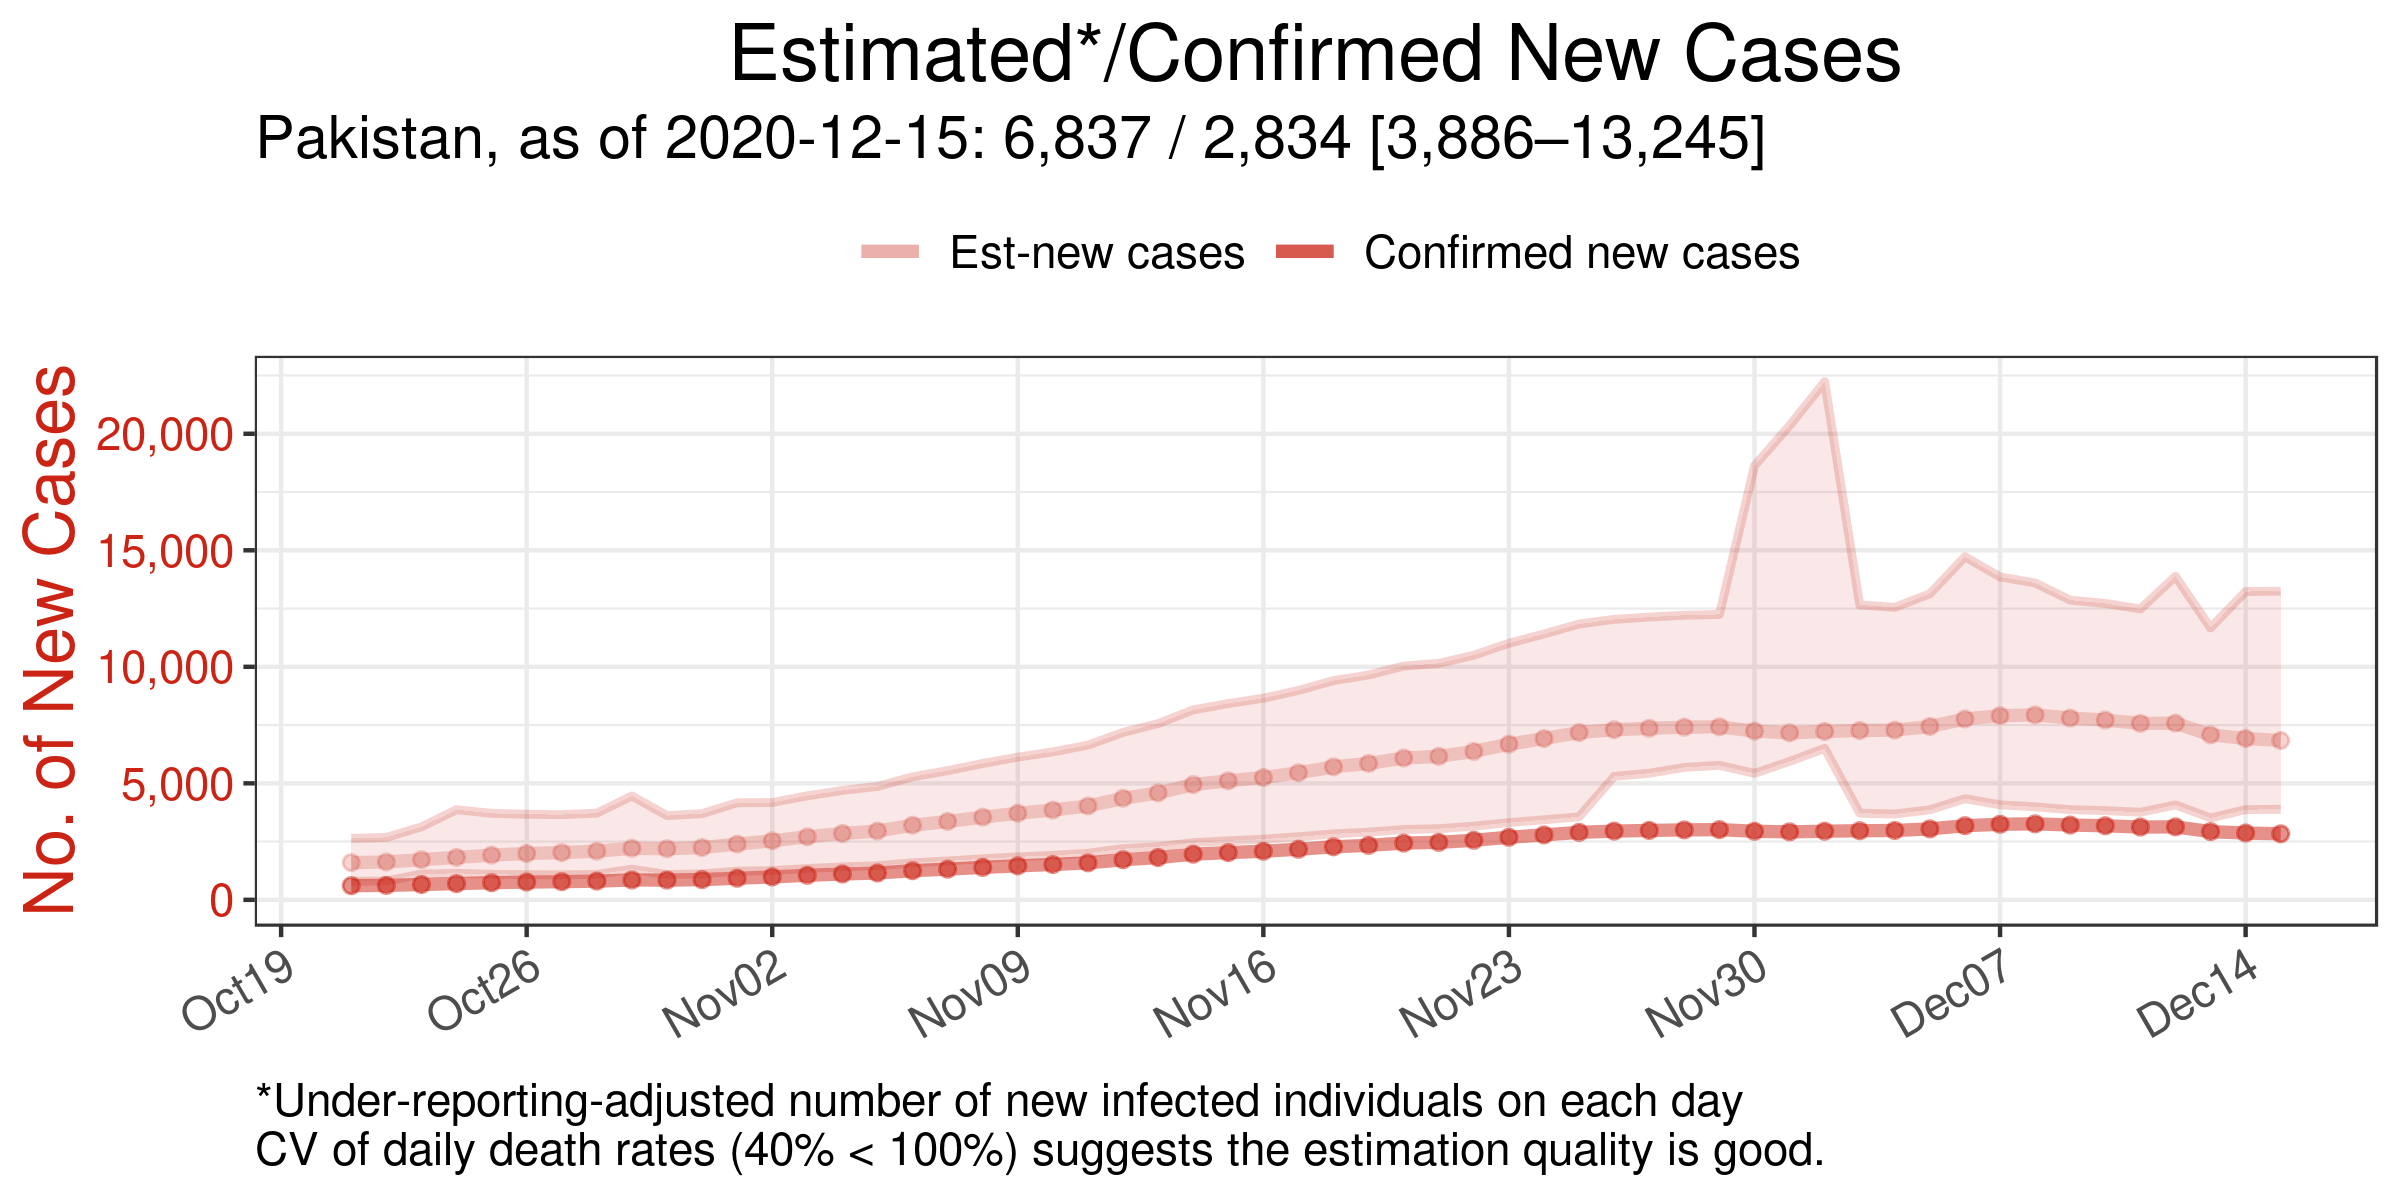 Estimated*/Confirmed New Cases
Pakistan, as of 2020-12-15: 6,837 / 2,834 [3,886–13,245]
Est-new cases Confirmed new cases
No. of New Cases
20,000
15,000
10,000
5,000
0
Oct19 Oct26 Nov02 Nov09 Nov16 Nov23 Nov30 Dec07 Dec14
*Under-reporting-adjusted number of new infected individuals on each day
CV of daily death rates (40% < 100%) suggests the estimation quality is good.